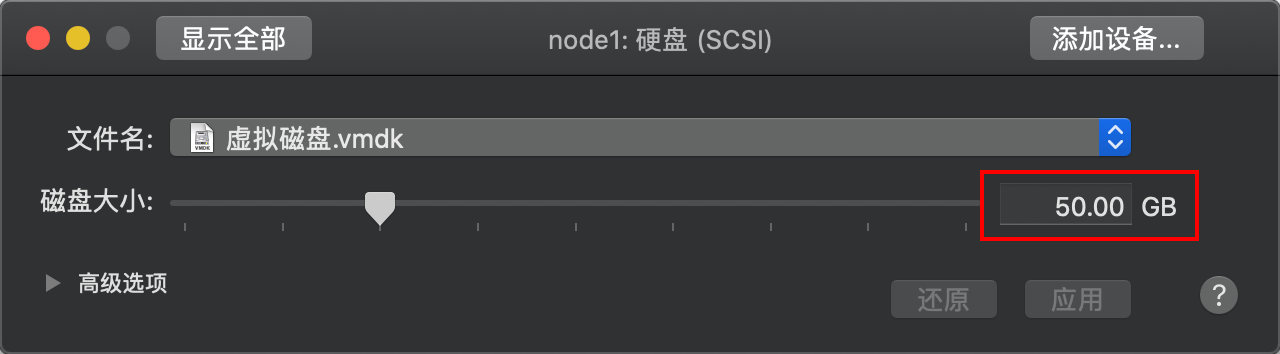 显示全部 node1: 硬盘 (SCSI) 添加设备...
文件名: VMDK 虚拟磁盘.vmdk
磁盘大小: 50.00 GB
高级选项
还原 应用 ?